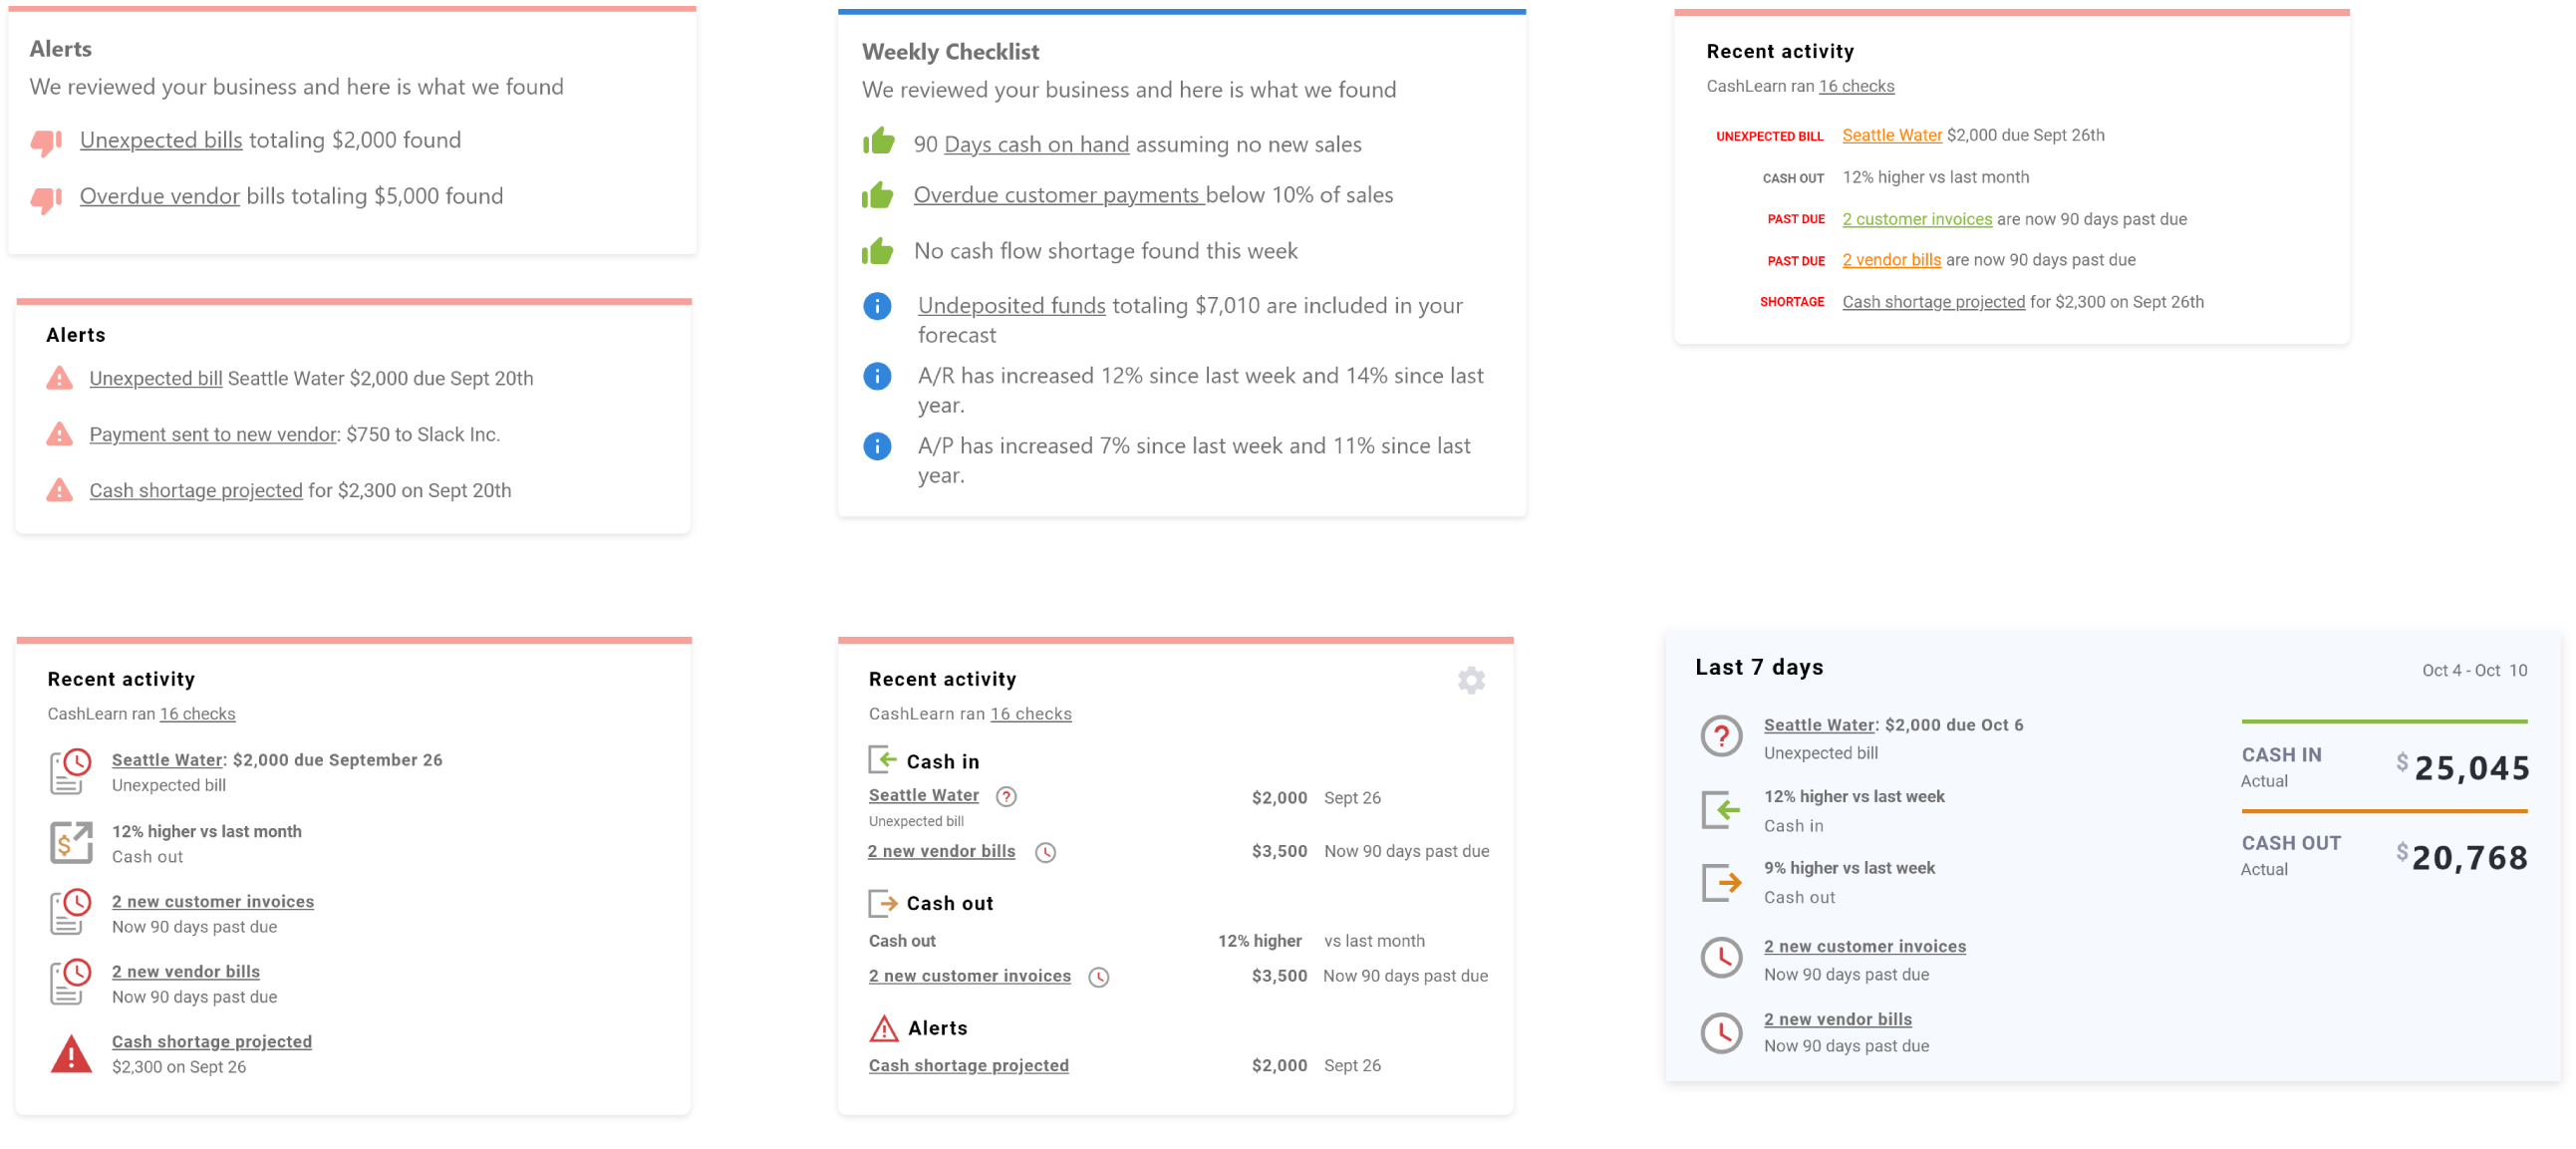 Alerts
We reviewed your business and here is what we found
Unexpected bills totaling $2,000 found
Overdue vendor bills totaling $5,000 found
Alerts
Unexpected bill Seattle Water $2,000 due Sept 20th
Payment sent to new vendor: $750 to Slack Inc.
Cash shortage projected for $2,300 on Sept 20th
Weekly Checklist
We reviewed your business and here is what we found
90 Days cash on hand assuming no new sales
Overdue customer payments below 10% of sales
No cash flow shortage found this week
Undeposited funds totaling $7,010 are included in your
forecast
A/R has increased 12% since last week and 14% since last
year.
A/P has increased 7% since last week and 11% since last
year.
Recent activity
CashLearn ran 16 checks
UNEXPECTED BILL Seattle Water $2,000 due Sept 26th
CASH OUT 12% higher vs last month
PAST DUE 2 customer invoices are now 90 days past due
PAST DUE 2 vendor bills are now 90 days past due
SHORTAGE Cash shortage projected for $2,300 on Sept 26th
Recent activity
CashLearn ran 16 checks
Seattle Water: $2,000 due September 26
Unexpected bill
12% higher vs last month
Cash out
2 new customer invoices
Now 90 days past due
2 new vendor bills
Now 90 days past due
Cash shortage projected
$2,300 on Sept 26
Recent activity
CashLearn ran 16 checks
Cash in
Seattle Water $2,000 Sept 26
Unexpected bill
2 new vendor bills $3,500 Now 90 days past due
Cash out
Cash out 12% higher vs last month
2 new customer invoices $3,500 Now 90 days past due
Alerts
Cash shortage projected $2,000 Sept 26
Last 7 days
Oct 4 - Oct 10
Seattle Water: $2,000 due Oct 6
Unexpected bill
12% higher vs last week
Cash in
9% higher vs last week
Cash out
2 new customer invoices
Now 90 days past due
2 new vendor bills
Now 90 days past due
CASH IN $25,045
Actual
CASH OUT $20,768
Actual